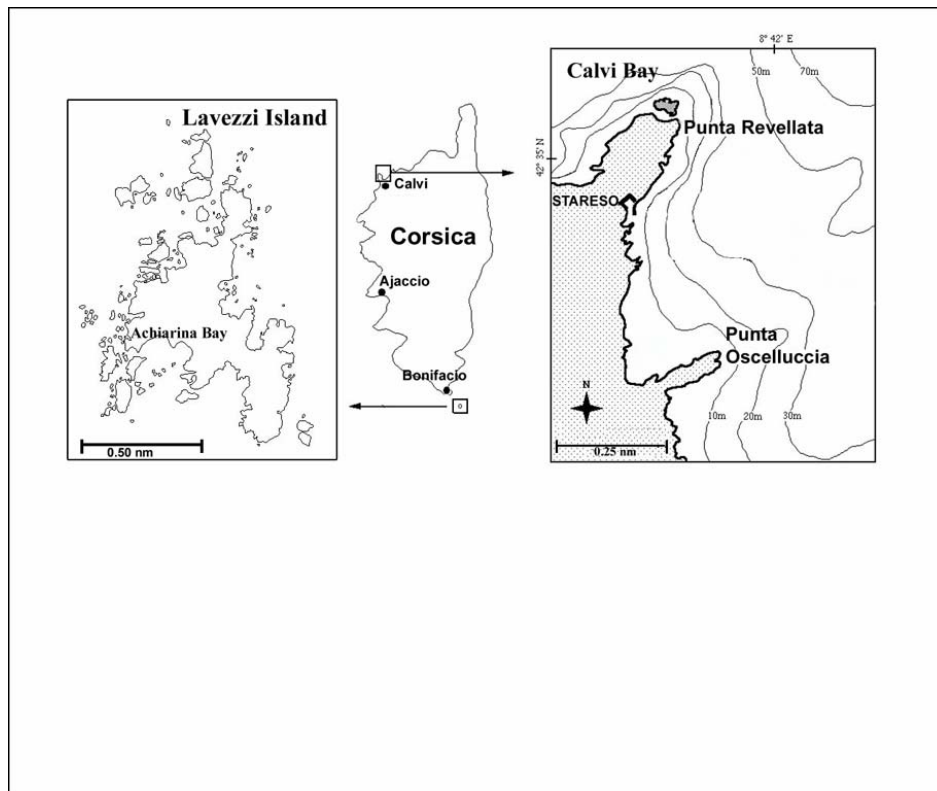 Lavezzi Island
Achiarina Bay
0.50 nm
Calvi
Corsica
Ajaccio
Bonifacio
8° 42' E
42° 35' N
Calvi Bay
50m
70m
Punta Revellata
STARESO
Punta
Oscelluccia
N
10m
20m
30m
0.25 nm